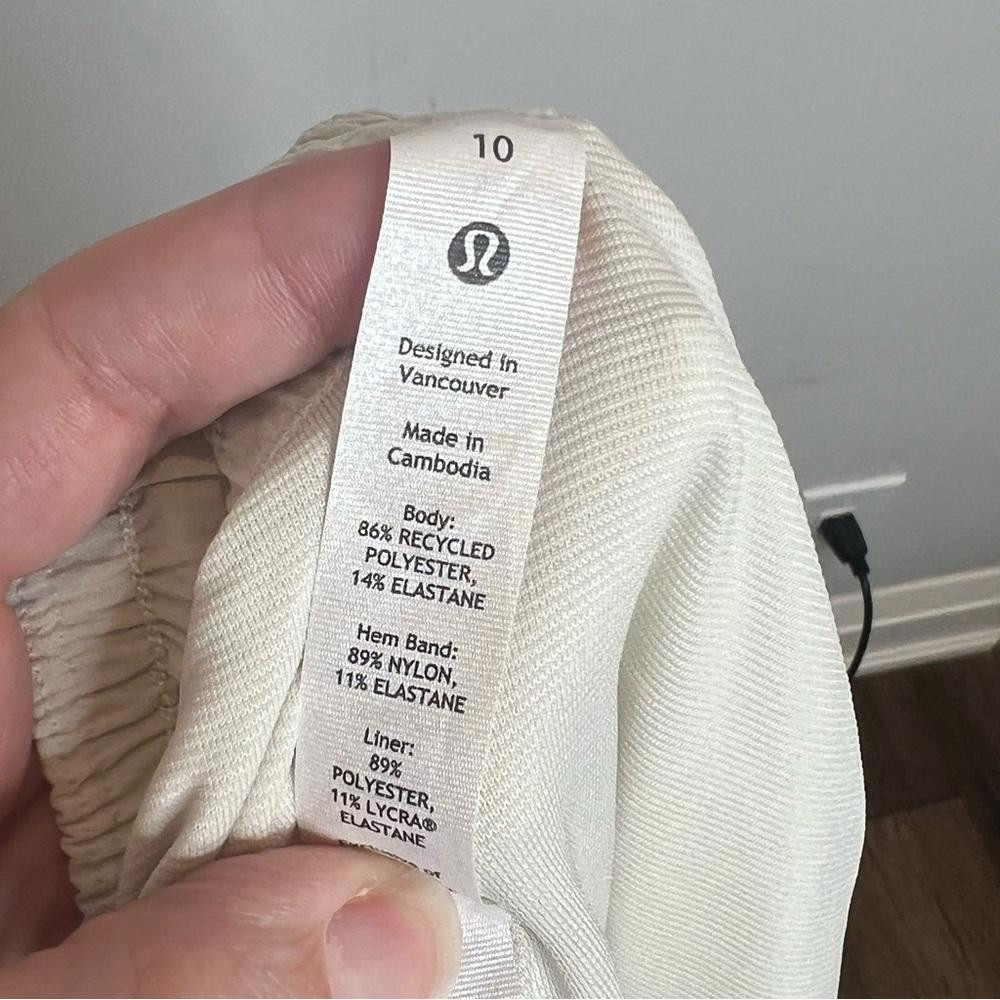 10
Designed in
Vancouver
Made in
Cambodia
Body:
86% RECYCLED
POLYESTER,
14% ELASTANE
Hem Band:
89% NYLON,
11% ELASTANE
Liner:
89%
POLYESTER,
11% LYCRA®
ELASTANE
of